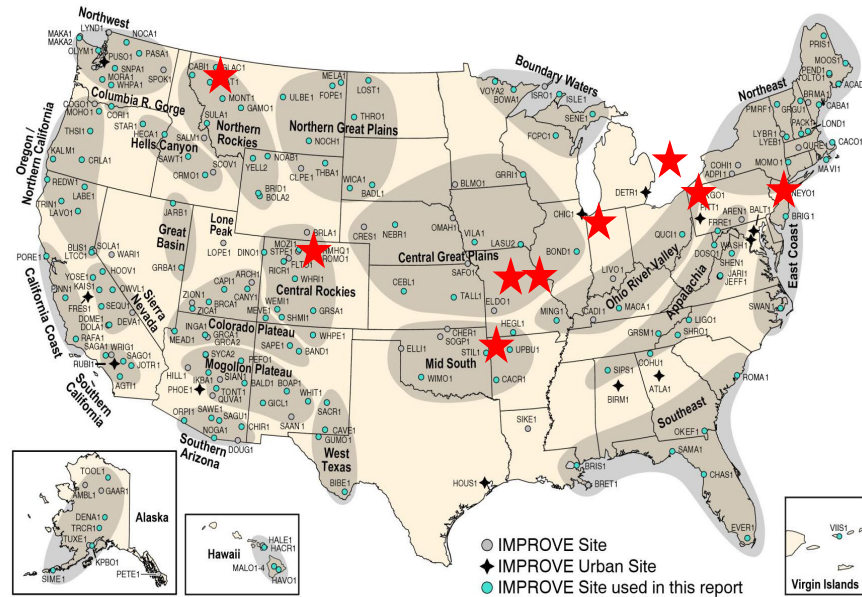 Northwest
MAKA1
MAKA2
LYND1
NOCA1
OLYM1
PUSO1
PASA1
SNPA1
MORA1
WHPA1
SPOK1
Columbia R. Gorge
COGO1
CORI1
MOHO1
STAR1
HECA1
Hells Canyon
SAWT1
THSI1
KALM1
CRLA1
Oregon /
Northern California
REDW1
LABE1
TRIN1
LAVO1
CABI1
GLAC1
MONT1
GAMO1
SULA1
SALM1
Northern
Rockies
SCOV1
CRMO1
YELL2
NOAB1
CLPE1
BRID1
BOLA2
ULBE1
MELA1
FOPE1
LOST1
THRO1
Northern Great Plains
NOCH1
THBA1
WICA1
BADL1
Boundary Waters
VOYA2
BOWA1
ISRO1
ISLE1
SENE1
FCPC1
GRRI1
BLMO1
DETR1
CHIC1
Northeast
PRIS1
MOOS1
PEND1
ACAD
BRMA1
CABA1
PMRF1
GRGU1
LOND1
LYBR1
LYEB1
PACK1
QURE1
CACO1
MOMO1
MAVI1
COHI1
ADPI1
NEYO1
BRIG1
AREN1
BALT1
FRRE1
WASH1
DOSO1
SHEN1
JARI1
JEFF1
QUCI1
East Coast
SWAN1
Appalachia
Ohio River Valley
LIVO1
MACA1
CADI1
MING1
BOND1
LIGO1
SHRO1
GRSM1
Great
Basin
JARB1
GRBA1
Lone
Peak
LOPE1
DINO1
MOZI1
STPE1
RICR1
WHRI1
Central Rockies
WEMI1
SHMI1
GRSA1
MEVE1
CRES1
NEBR1
OMAH1
VILA1
LASU2
Central Great Plains
SAFO1
CEBL1
TALL1
ELDO1
HEGL1
BLIS1
LTCC1
SOLA1
WARI1
PORE1
YOSE1
HOOV1
PINN1
KAIS1
OWVL1
FRES1
SEQU1
DOME1
DOLA1
DEVA1
Sierra
Nevada
California
Coast
RAFA1
SAGA1
WRIG1
SAGO1
JOTR1
RUBI1
AGTI1
Southern
California
CAPI1
ARCH1
CANY1
ZION1
BRCA1
ZICA1
Colorado Plateau
INGA1
GRCA1
GRCA2
MEAD1
SAPE1
WHPE1
BAND1
SYCA2
PEFO1
Mogollon Plateau
HILL1
IKBA1
SIAN1
BALD1
BOAP1
PHOE1
TONT1
QUVA1
WHIT1
GICL1
SAWE1
SAGU1
ORPI1
CHIR1
SAAN1
SACR1
NOGA1
DOUG1
Southern
Arizona
CAVE1
GUMO1
West
Texas
BIBE1
ELLI1
CHER1
SOGP1
STIL1
UPBU1
Mid South
WIMO1
CACR1
SIKE1
HOUS1
SIPS1
COHU1
BIRM1
ATLA1
ROMA1
Southeast
OKEF1
SAMA1
BRIS1
BRET1
CHAS1
EVER1
TOOL1
AMBL1
GAAR1
DENA1
TRCR1
TUXE1
Alaska
KPBO1
SIME1
PETE1
Hawaii
HALE1
HACR1
MALO1-4
HAVO1
IMPROVE Site
IMPROVE Urban Site
IMPROVE Site used in this report
VIIS1
Virgin Islands